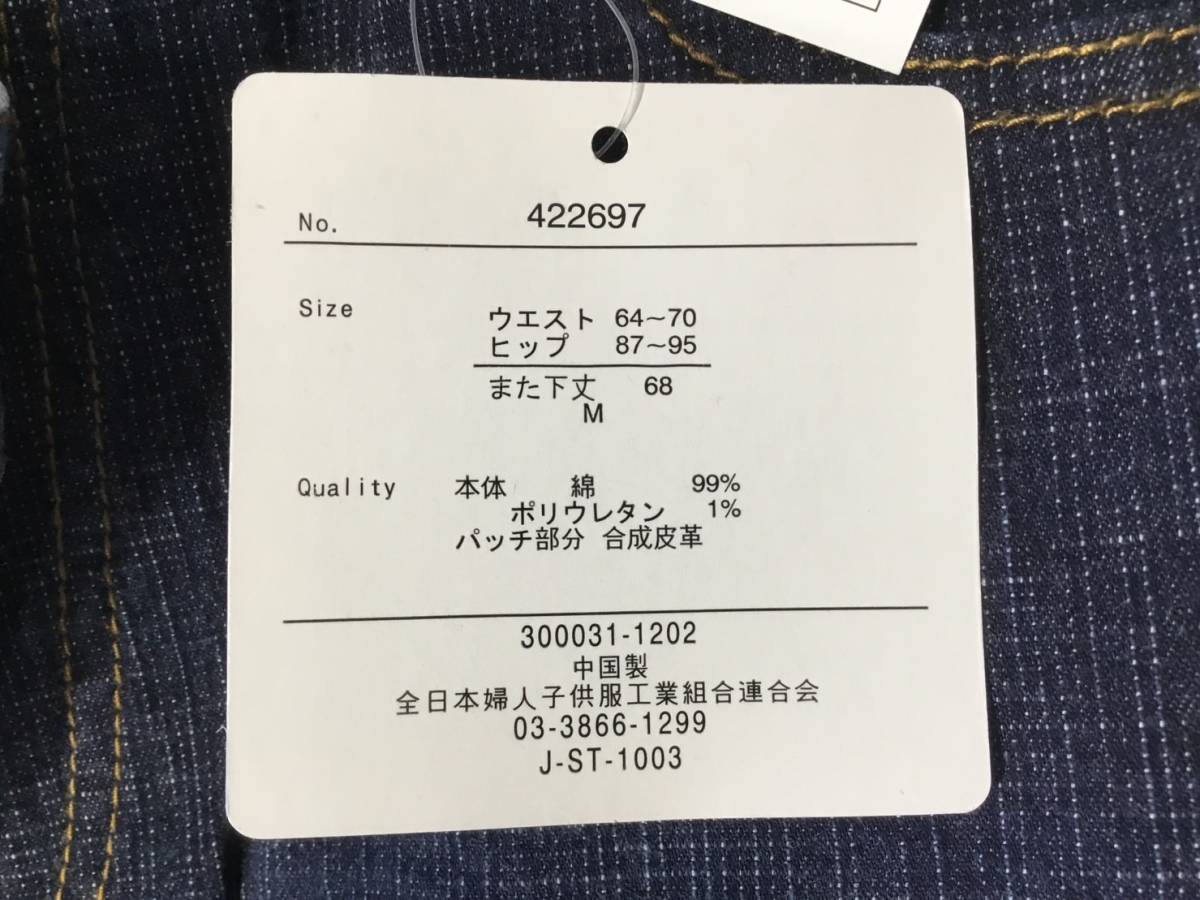 No. 422697
Size ウエスト 64~70
ヒップ 87~95
また下丈 68
M
Quality 本体 綿 99%
ポリウレタン 1%
パッチ部分 合成皮革
300031-1202
中国製
全日本婦人子供服工業組合連合会
03-3866-1299
J-ST-1003